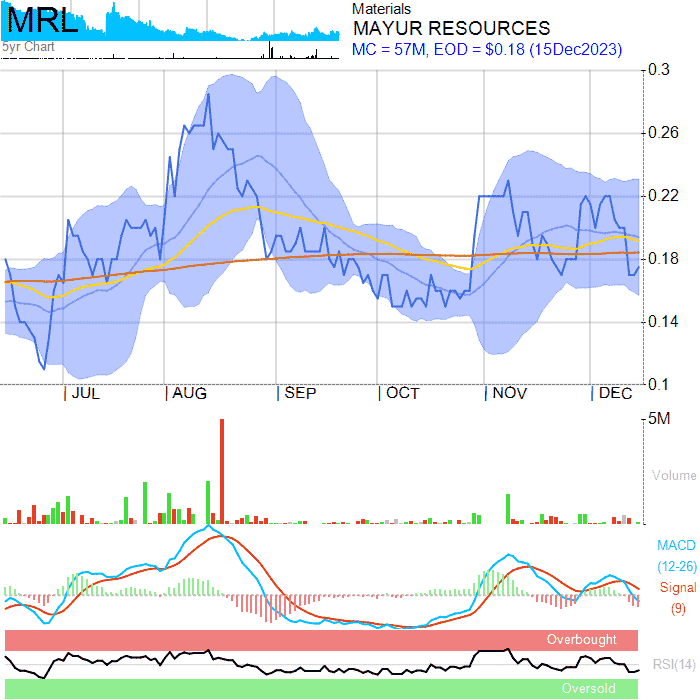 MRL
5yr Chart
Materials
MAYUR RESOURCES
MC = 57M, EOD = $0.18 (15Dec2023)
0.3
0.26
0.22
0.18
0.14
0.1
JUL AUG SEP OCT NOV DEC
5M
Volume
MACD
(12-26)
Signal
(9)
Overbought
RSI(14)
Oversold